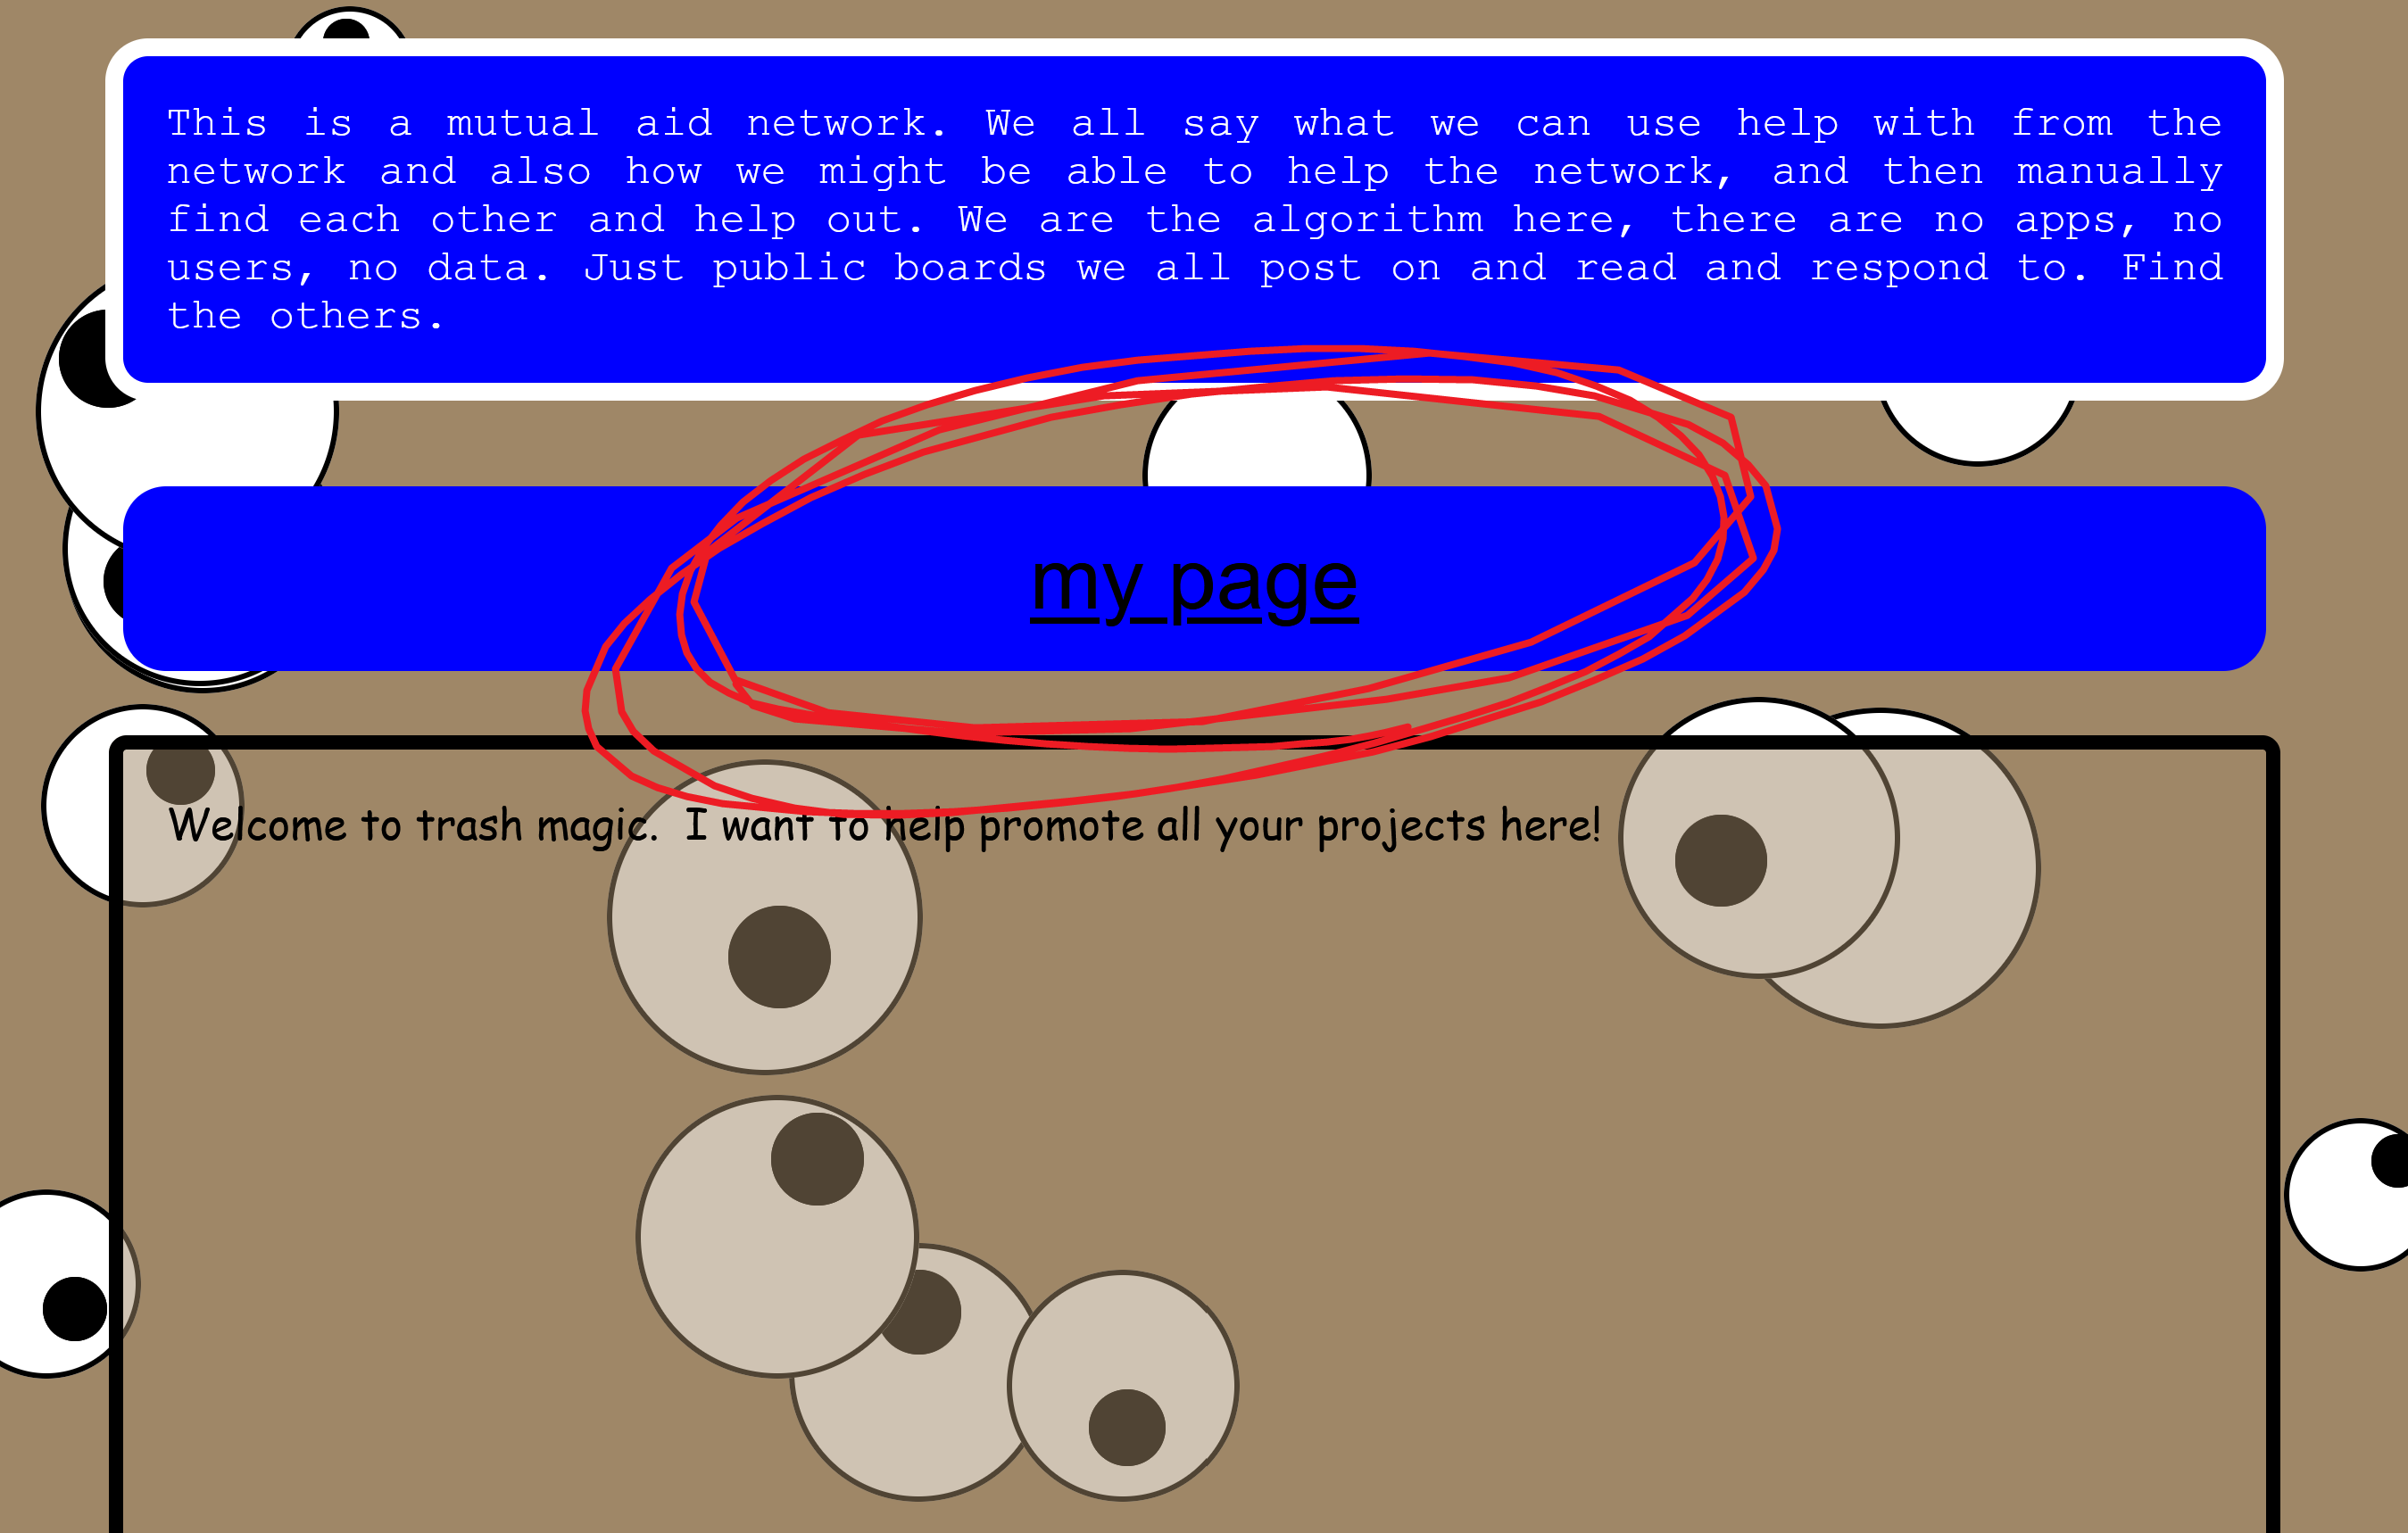 This is a mutual aid network. We all say what we can use help with from the
network and also how we might be able to help the network, and then manually
find each other and help out. We are the algorithm here, there are no apps, no
users, no data. Just public boards we all post on and read and respond to. Find
the others.
my page
Welcome to trash magic. I want to help promote all your projects here!